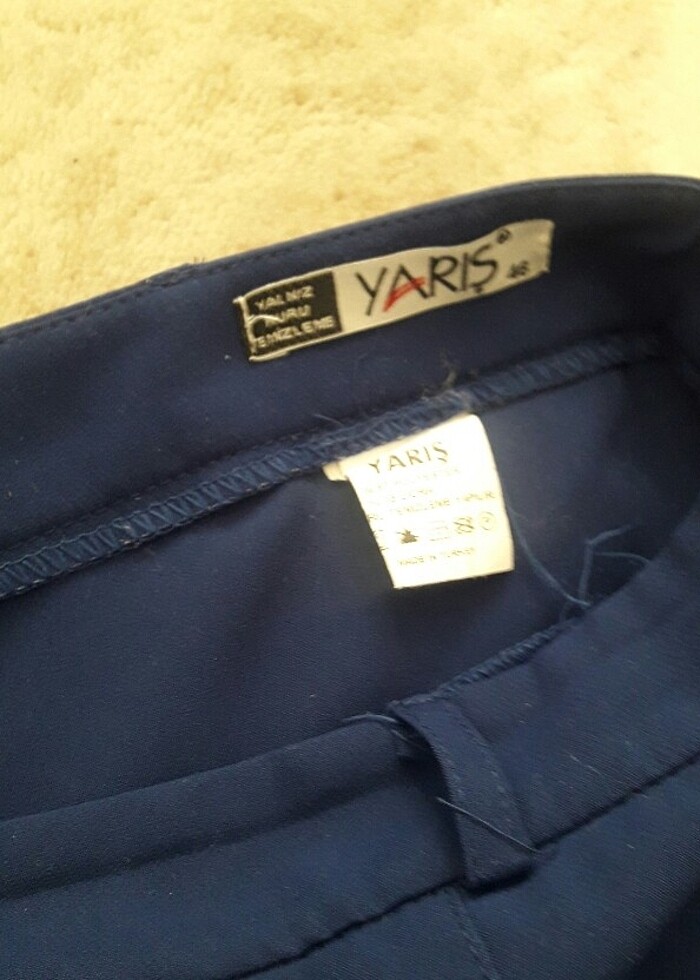 YALNIZ
KURU
TEMİZLEME
YARIŞ® 46
YARIŞ
MADE IN TURKEY